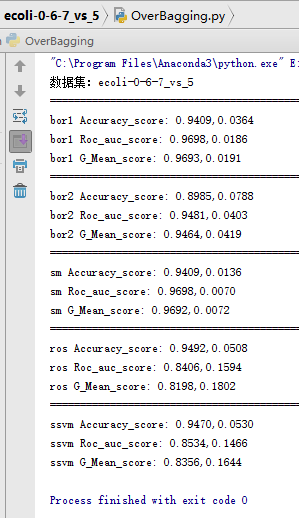 ecoli-0-6-7_vs_5 OverBagging.py
OverBagging
"C:\Program Files\Anaconda3\python.exe" E:
数据集：ecoli-0-6-7_vs_5
bor1 Accuracy_score: 0.9409,0.0364
bor1 Roc_auc_score: 0.9698,0.0186
bor1 G_Mean_score: 0.9693,0.0191
bor2 Accuracy_score: 0.8985,0.0788
bor2 Roc_auc_score: 0.9481,0.0403
bor2 G_Mean_score: 0.9464,0.0419
sm Accuracy_score: 0.9409,0.0136
sm Roc_auc_score: 0.9698,0.0070
sm G_Mean_score: 0.9692,0.0072
ros Accuracy_score: 0.9492,0.0508
ros Roc_auc_score: 0.8406,0.1594
ros G_Mean_score: 0.8198,0.1802
ssvm Accuracy_score: 0.9470,0.0530
ssvm Roc_auc_score: 0.8534,0.1466
ssvm G_Mean_score: 0.8356,0.1644
Process finished with exit code 0